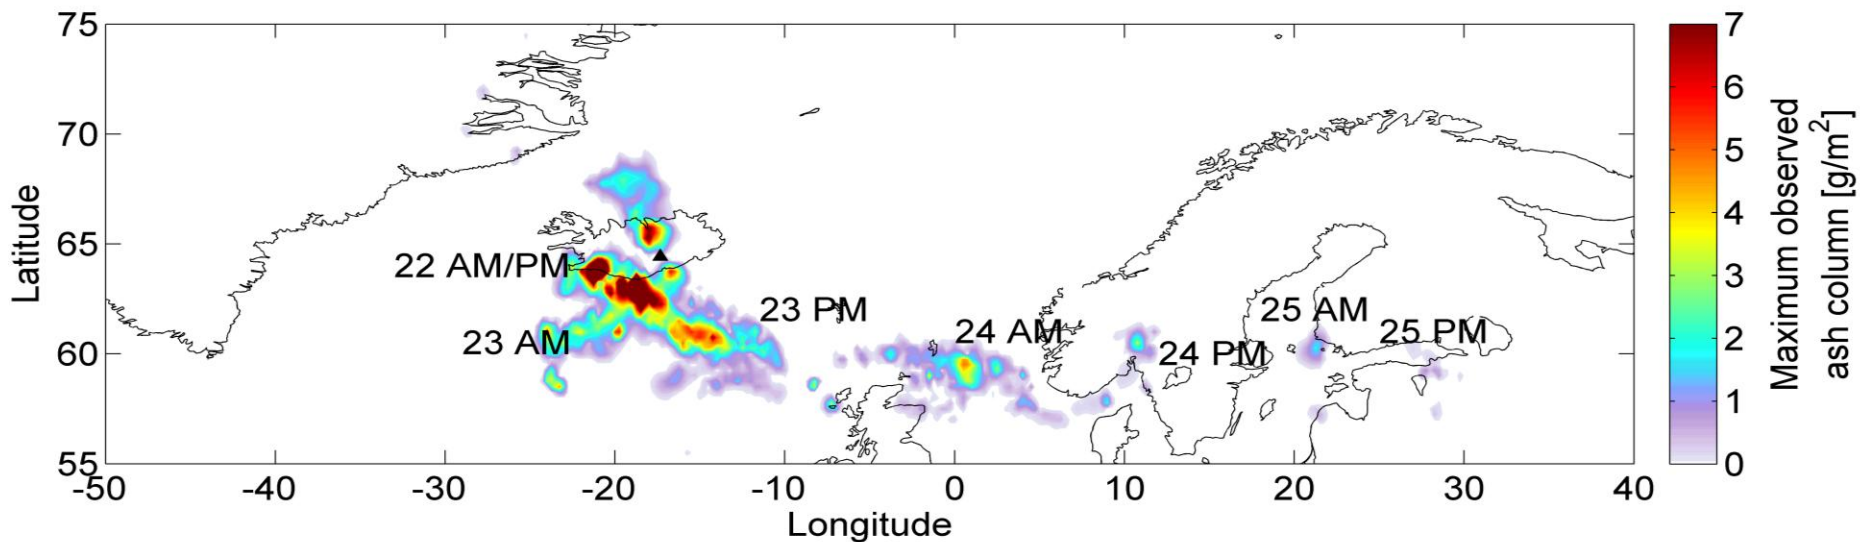 75
70
65
60
55
Latitude
-50
-40
-30
-20
-10
0
10
20
30
40
Longitude
22 AM/PM
23 AM
23 PM
24 AM
24 PM
25 AM
25 PM
7
6
5
4
3
2
1
0
Maximum observed
ash column [g/m²]